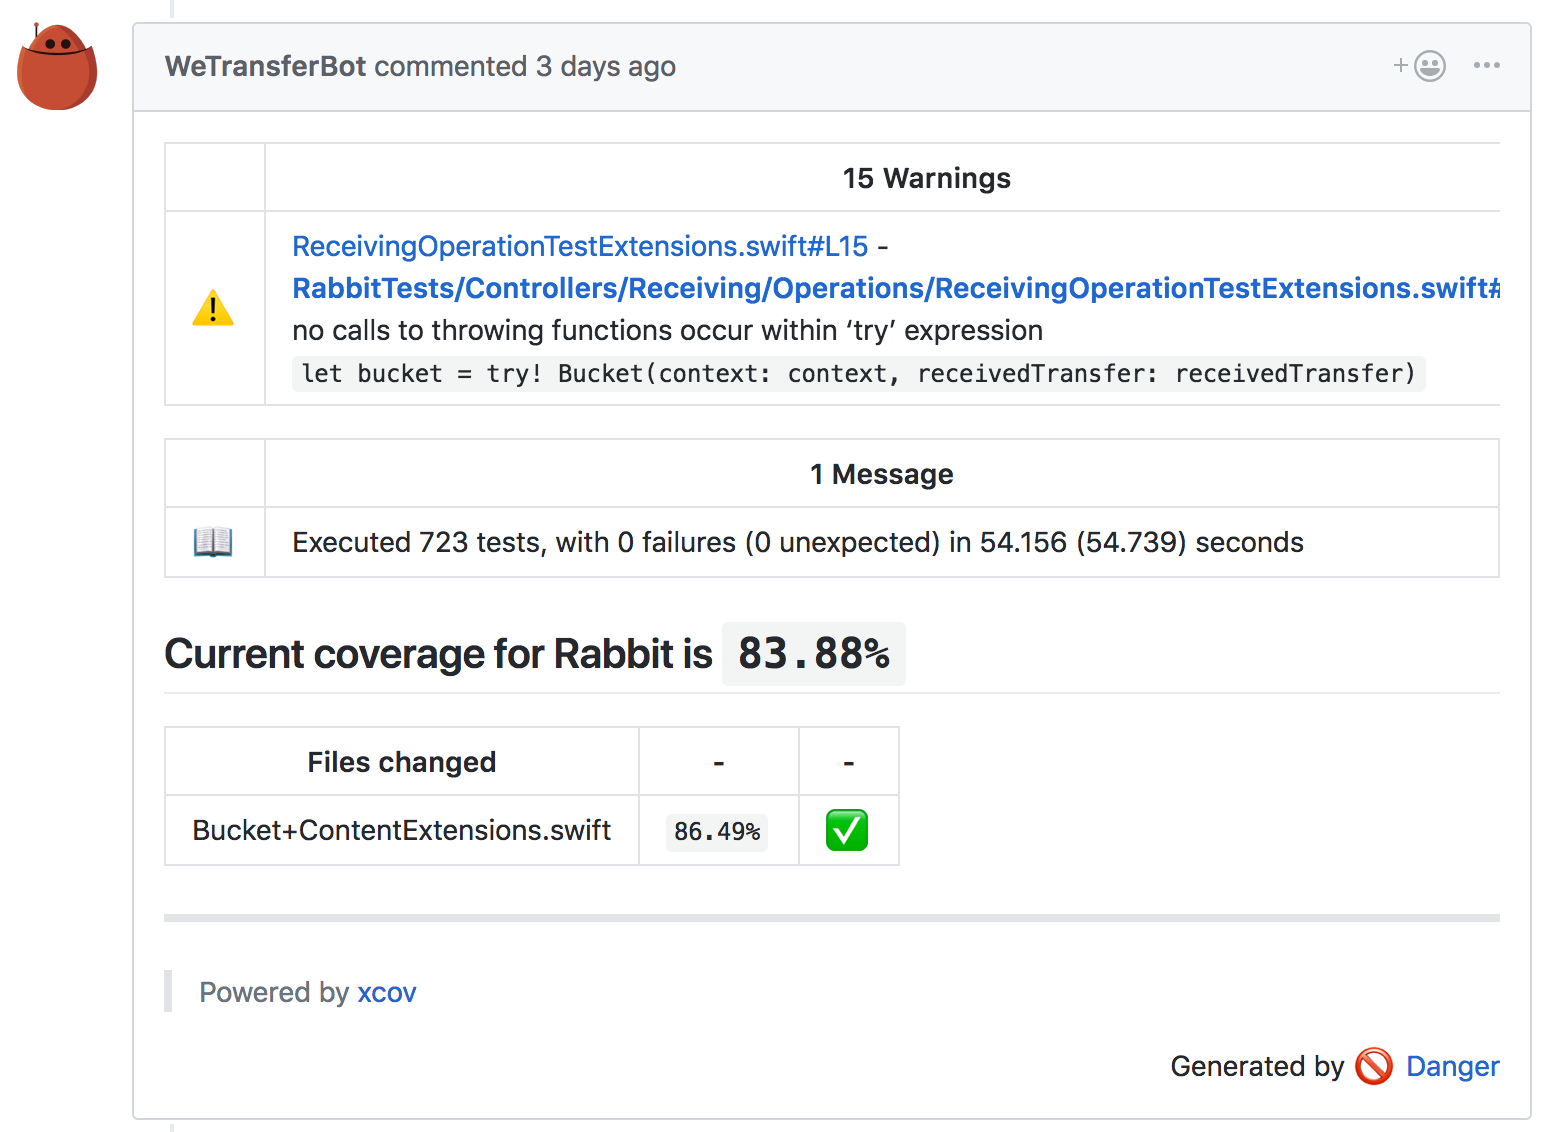 WeTransferBot commented 3 days ago
15 Warnings
ReceivingOperationTestExtensions.swift#L15 -
RabbitTests/Controllers/Receiving/Operations/ReceivingOperationTestExtensions.swift#
no calls to throwing functions occur within ‘try’ expression
let bucket = try! Bucket(context: context, receivedTransfer: receivedTransfer)
1 Message
Executed 723 tests, with 0 failures (0 unexpected) in 54.156 (54.739) seconds
Current coverage for Rabbit is 83.88%
Files changed - -
Bucket+ContentExtensions.swift 86.49%
Powered by xcov
Generated by Danger